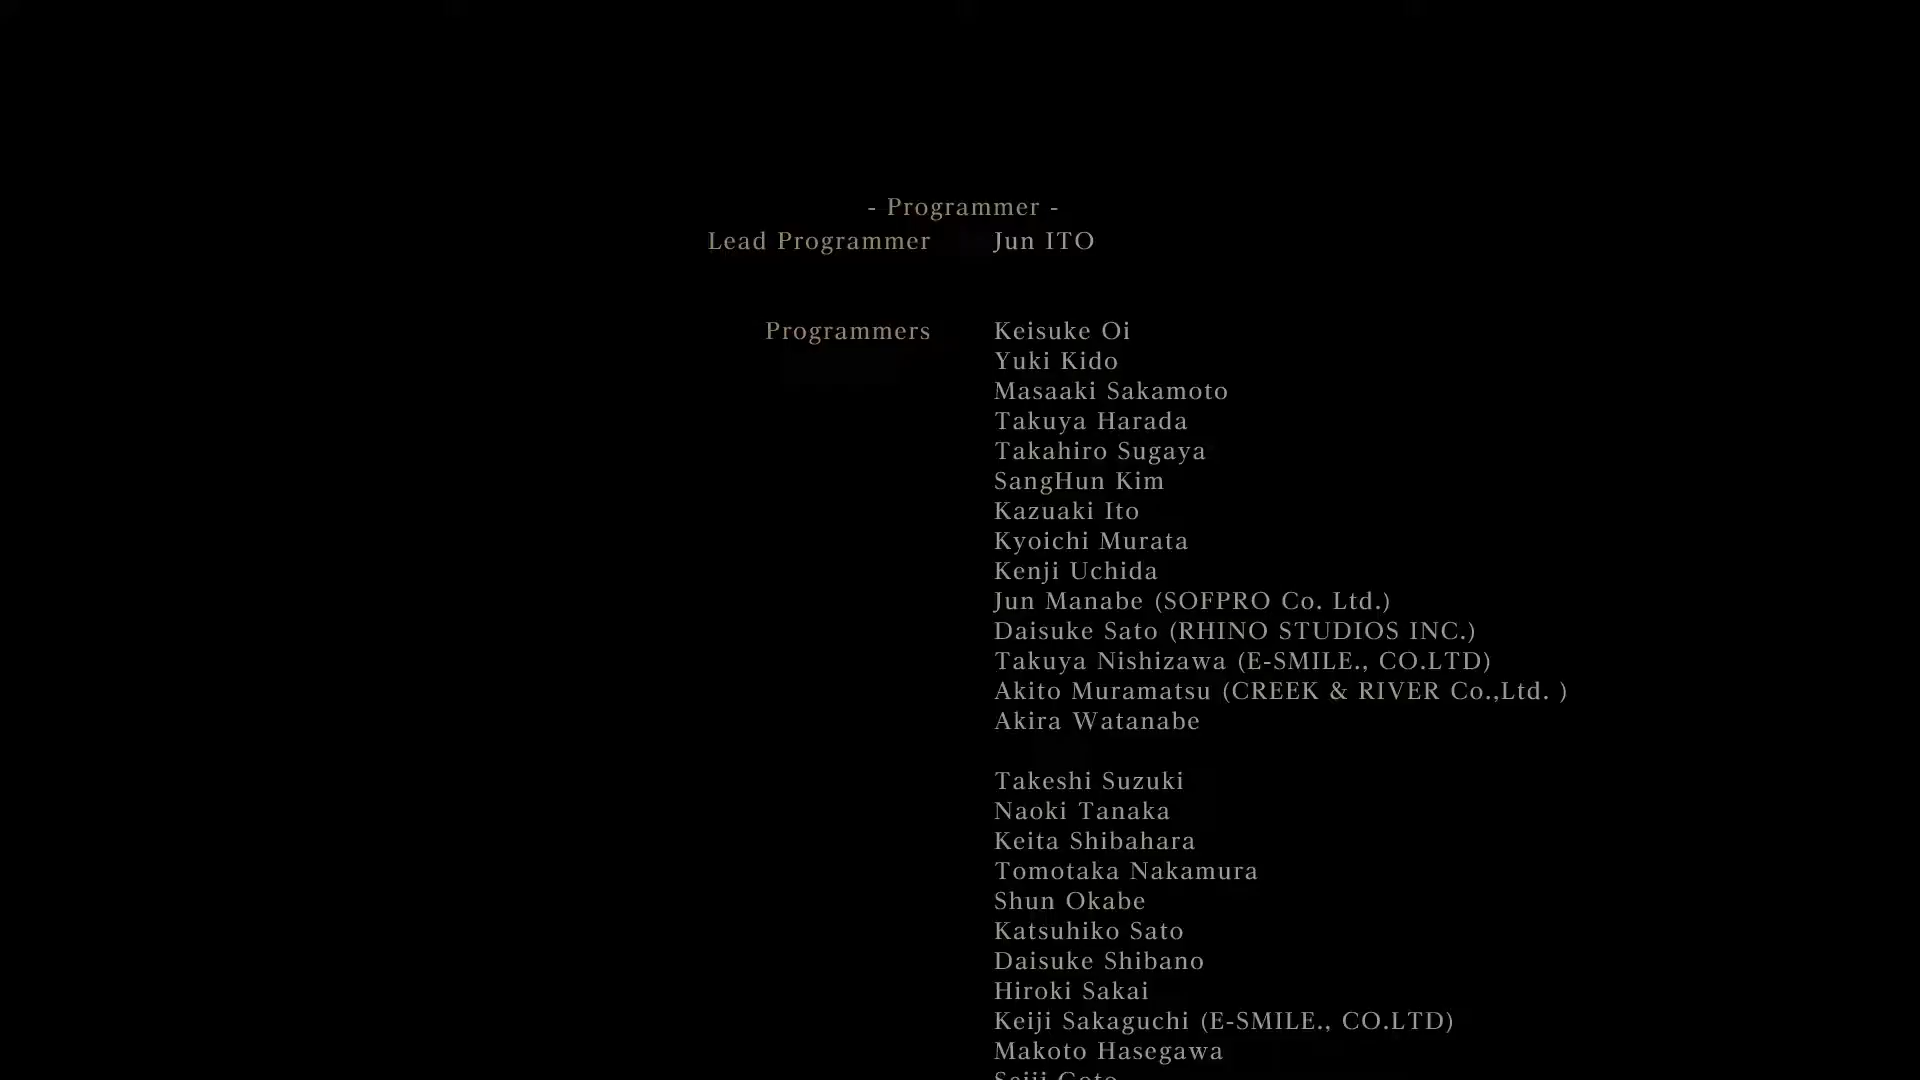 - Programmer -
Lead Programmer Jun ITO
Programmers Keisuke Oi
Yuki Kido
Masaaki Sakamoto
Takuya Harada
Takahiro Sugaya
SangHun Kim
Kazuaki Ito
Kyoichi Murata
Kenji Uchida
Jun Manabe (SOFPRO Co. Ltd.)
Daisuke Sato (RHINO STUDIOS INC.)
Takuya Nishizawa (E-SMILE., CO.LTD)
Akito Muramatsu (CREEK & RIVER Co.,Ltd. )
Akira Watanabe
Takeshi Suzuki
Naoki Tanaka
Keita Shibahara
Tomotaka Nakamura
Shun Okabe
Katsuhiko Sato
Daisuke Shibano
Hiroki Sakai
Keiji Sakaguchi (E-SMILE., CO.LTD)
Makoto Hasegawa